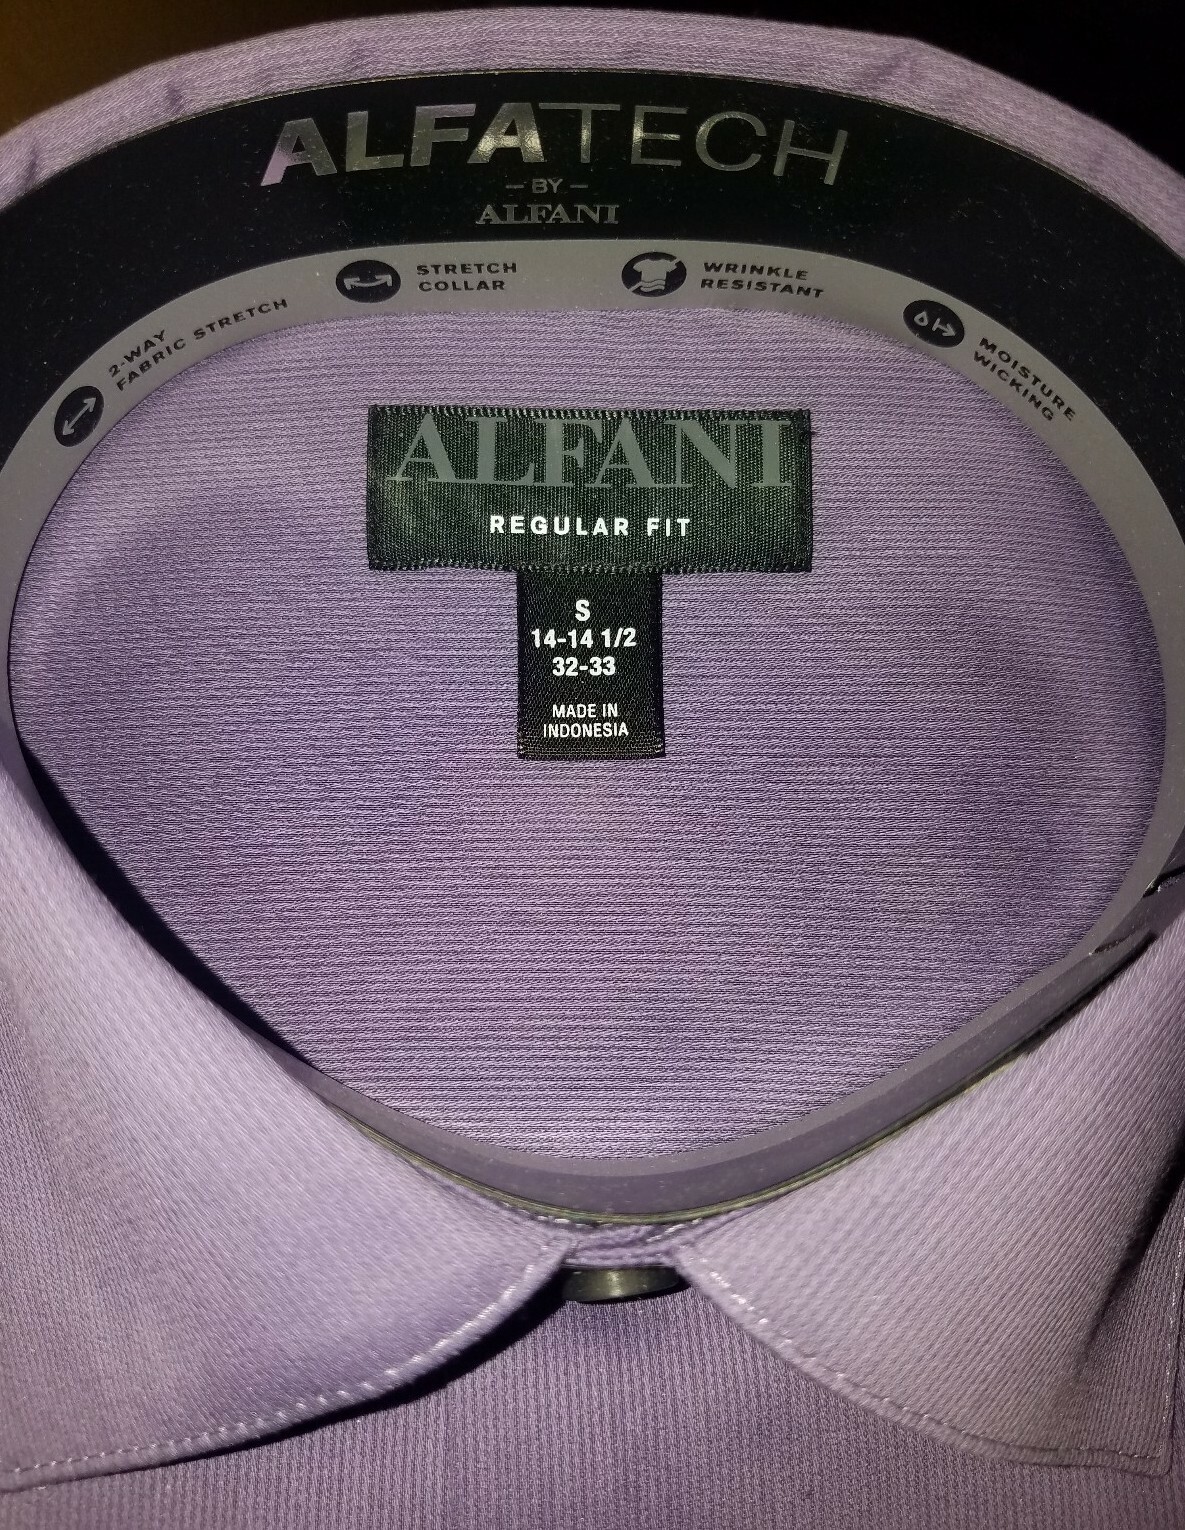 ALFATECH
– BY –
ALFANI
2-WAY
FABRIC STRETCH
STRETCH
COLLAR
WRINKLE
RESISTANT
MOISTURE
WICKING
ALFANI
REGULAR FIT
S
14-14 1/2
32-33
MADE IN
INDONESIA